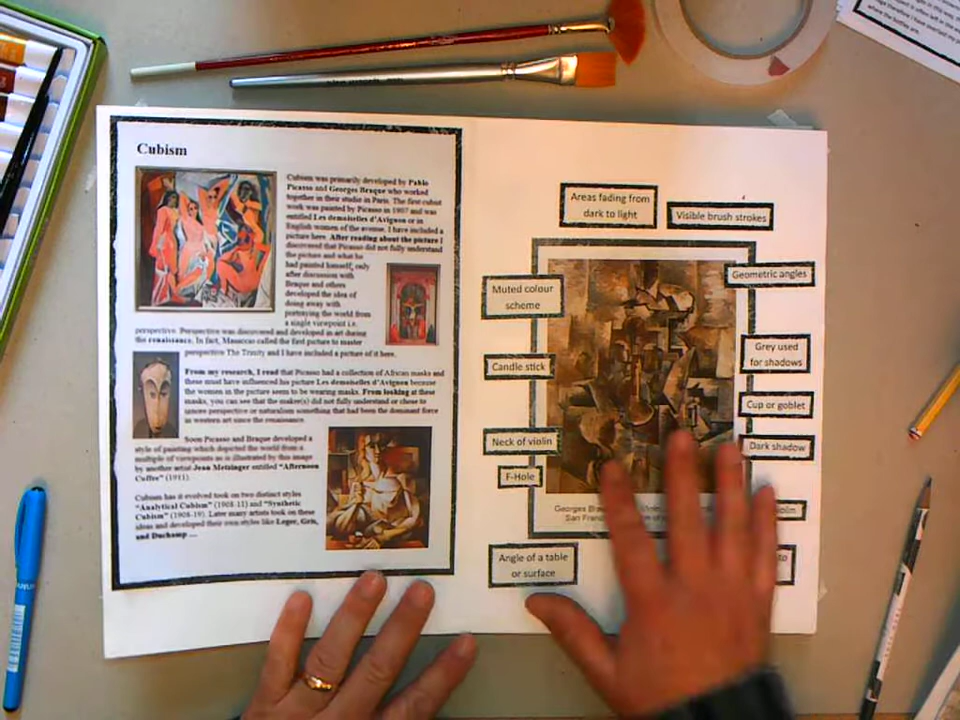 Cubism
Cubism was primarily developed by Pablo
Picasso and Georges Braque who worked
together in their studio in Paris. The first cubist
work was painted by Picasso in 1907 and was
entitled Les demoiselles d'Avignon or in
English women of the avenue. I have included a
picture here. After reading about the picture I
discovered that Picasso did not fully understand
the picture and what he
had painted himself, only
after discussion with
Braque and others
developed the idea of
doing away with
portraying the world from
a single viewpoint i.e.
perspective. Perspective was discovered and developed in art during
the renaissance. In fact, Masaccio called the first picture to master
perspective The Trinity and I have included a picture of it here.
From my research, I read that Picasso had a collection of African masks and
these must have influenced his picture Les demoiselles d'Avignon because
the women in the picture seem to be wearing masks. From looking at these
masks, you can see that the maker(s) did not fully understand or chose to
ignore perspective or naturalism something that had been the dominant force
in western art since the renaissance.
Soon Picasso and Braque developed a
style of painting which depicted the world from a
multiple of viewpoints as is illustrated by this image
by another artist Jean Metzinger entitled "Afternoon
Coffee" (1911).
Cubism has it evolved took on two distinct styles
"Analytical Cubism" (1908-11) and "Synthetic
Cubism" (1908-19). Later many artists took on these
ideas and developed their own styles like Leger, Gris,
and Duchamp ...
Areas fading from
dark to light
Visible brush strokes
Geometric angles
Muted colour
scheme
Grey used
for shadows
Candle stick
Cup or goblet
Neck of violin
Dark shadow
F-Hole
Georges
San Fran
Angle of a table
or surface
to
where the bottles are.